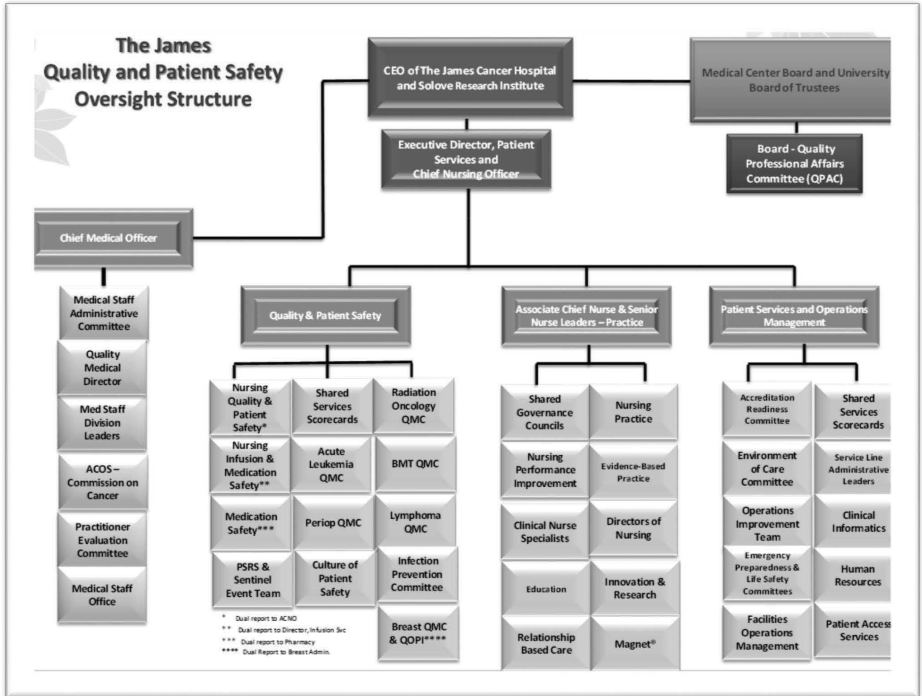 The James
Quality and Patient Safety
Oversight Structure
CEO of The James Cancer Hospital
and Solove Research Institute
Medical Center Board and University
Board of Trustees
Executive Director, Patient
Services and
Chief Nursing Officer
Board - Quality
Professional Affairs
Committee (QPAC)
Chief Medical Officer
Medical Staff
Administrative
Committee
Quality
Medical
Director
Med Staff
Division
Leaders
ACOS –
Commission on
Cancer
Practitioner
Evaluation
Committee
Medical Staff
Office
Quality & Patient Safety
Nursing
Quality &
Patient
Safety*
Shared
Services
Scorecards
Radiation
Oncology
QMC
Nursing
Infusion &
Medication
Safety**
Acute
Leukemia
QMC
BMT QMC
Medication
Safety***
Periop QMC
Lymphoma
QMC
PSRS &
Sentinel
Event Team
Culture of
Patient
Safety
Infection
Prevention
Committee
Breast QMC
& QOPI****
* Dual report to ACNO
** Dual report to Director, Infusion Svc
*** Dual report to Pharmacy
**** Dual Report to Breast Admin.
Associate Chief Nurse & Senior
Nurse Leaders – Practice
Shared
Governance
Councils
Nursing
Practice
Nursing
Performance
Improvement
Evidence-Based
Practice
Clinical Nurse
Specialists
Directors of
Nursing
Education
Innovation &
Research
Relationship
Based Care
Magnet®
Patient Services and Operations
Management
Accreditation
Readiness
Committee
Shared
Services
Scorecards
Environment
of Care
Committee
Service Line
Administrative
Leaders
Operations
Improvement
Team
Clinical
Informatics
Emergency
Preparedness &
Life Safety
Committees
Human
Resources
Facilities
Operations
Management
Patient Access
Services